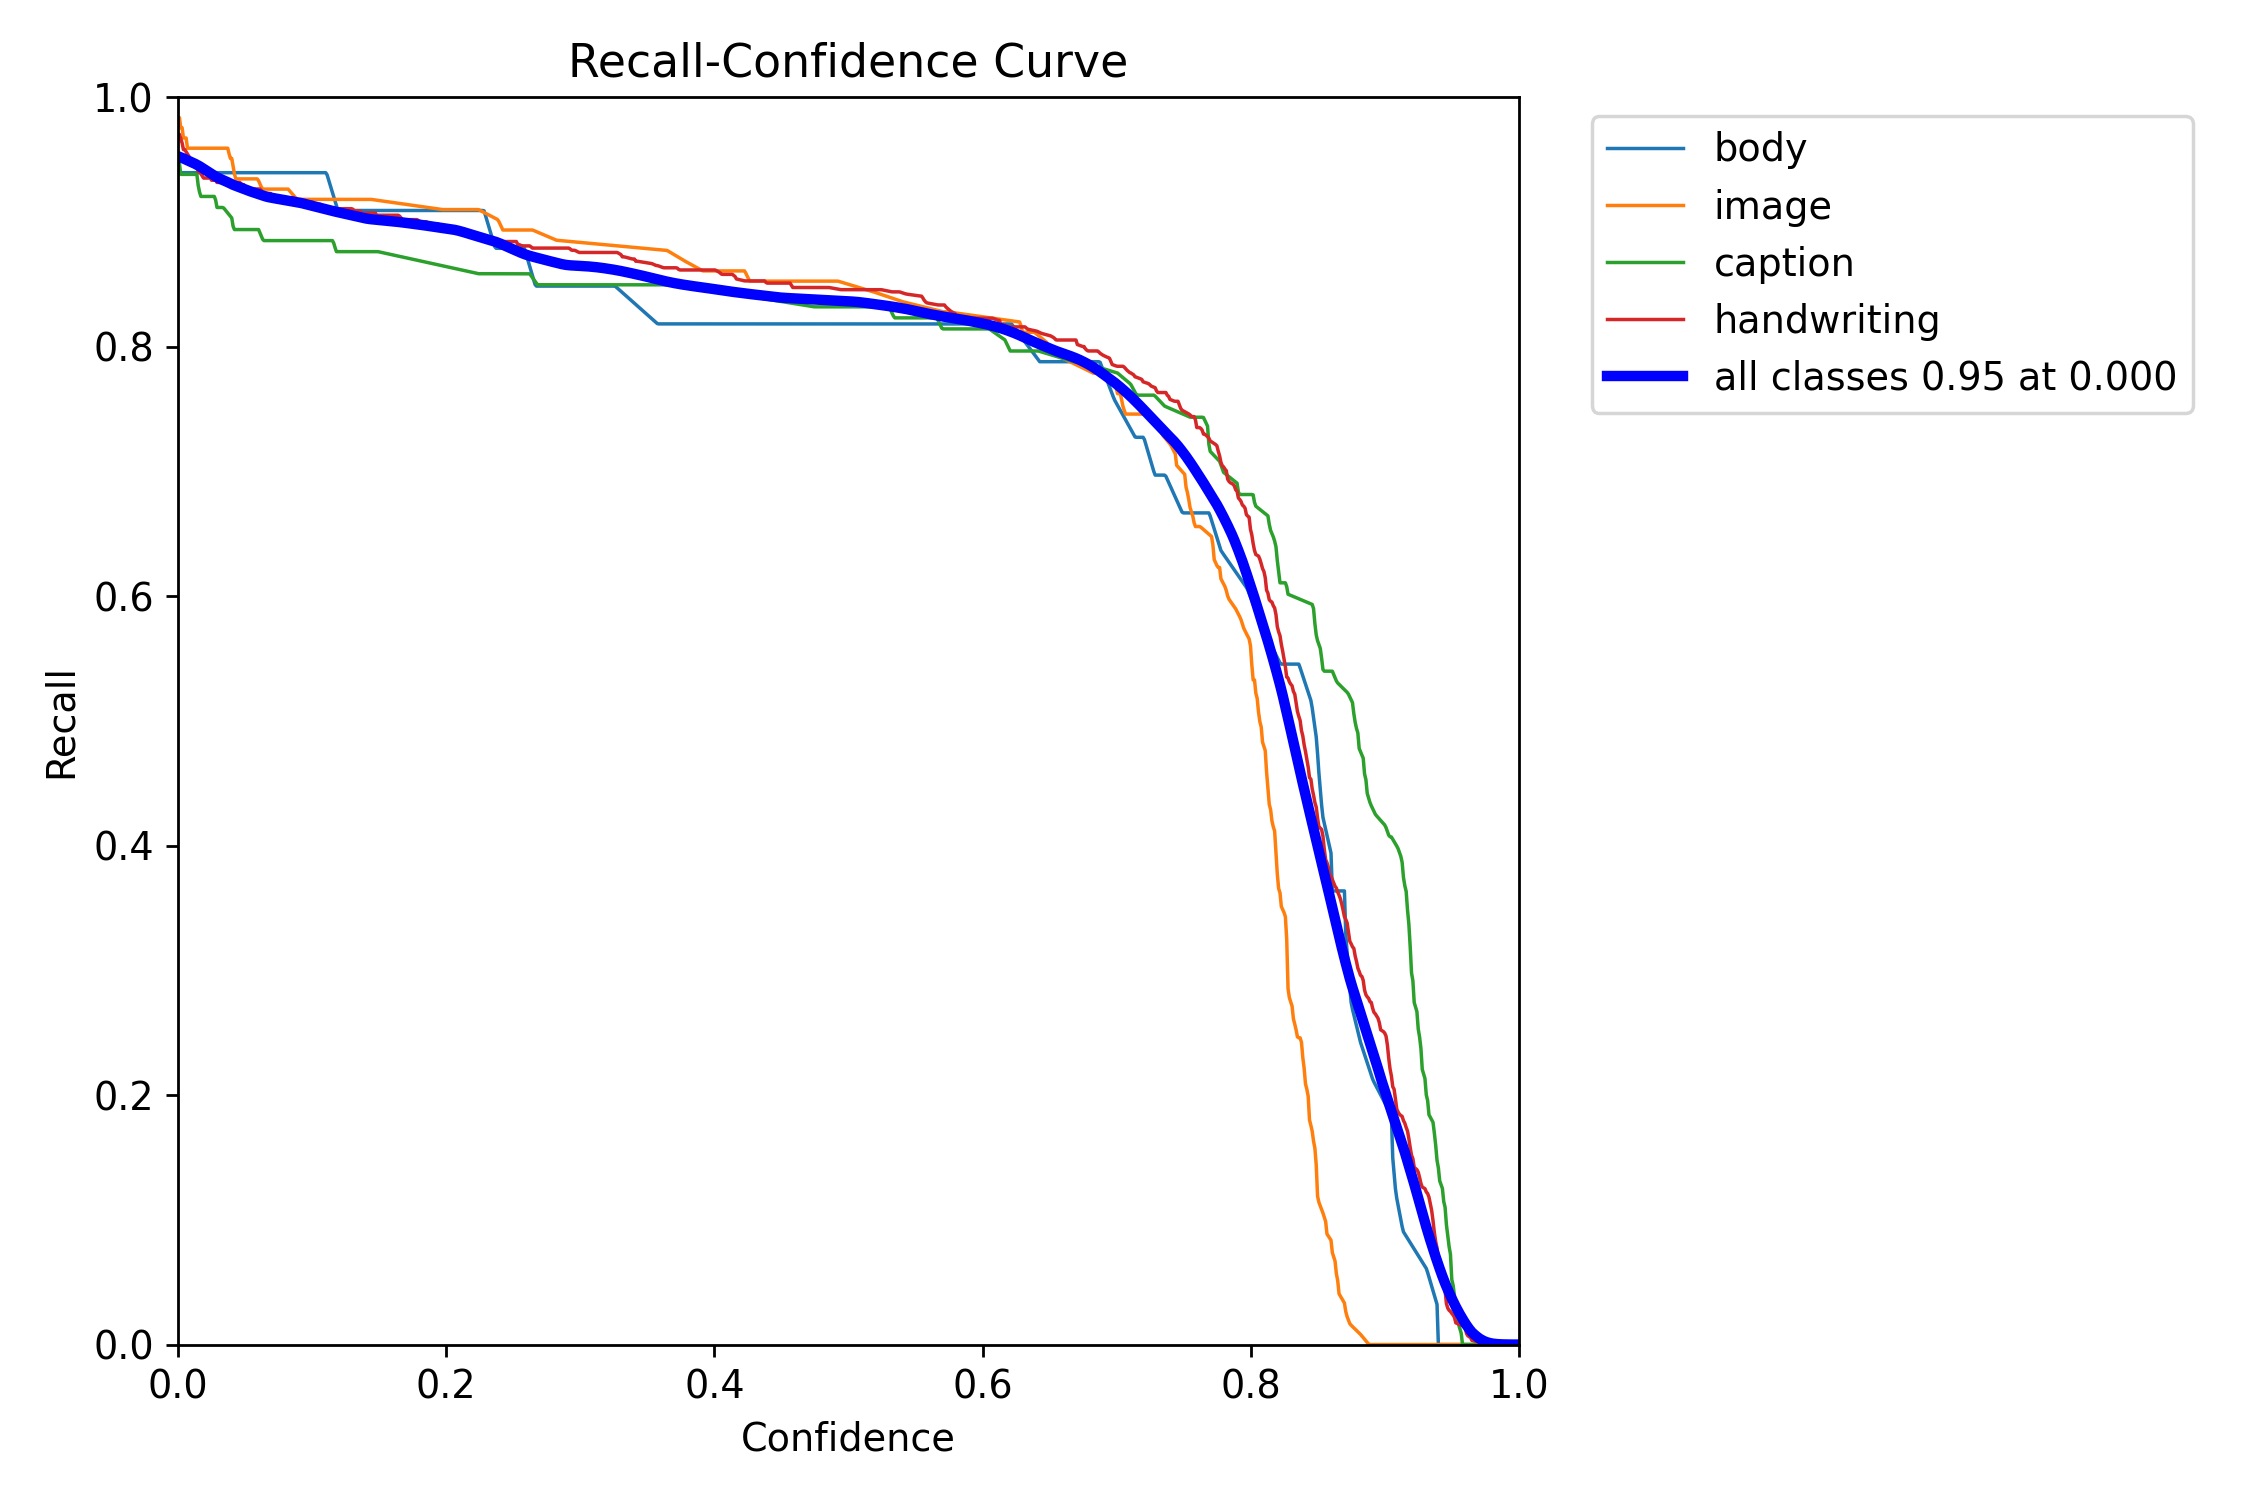 Recall-Confidence Curve
1.0
0.8
0.6
0.4
0.2
0.0
Recall
0.0 0.2 0.4 0.6 0.8 1.0
Confidence
body
image
caption
handwriting
all classes 0.95 at 0.000